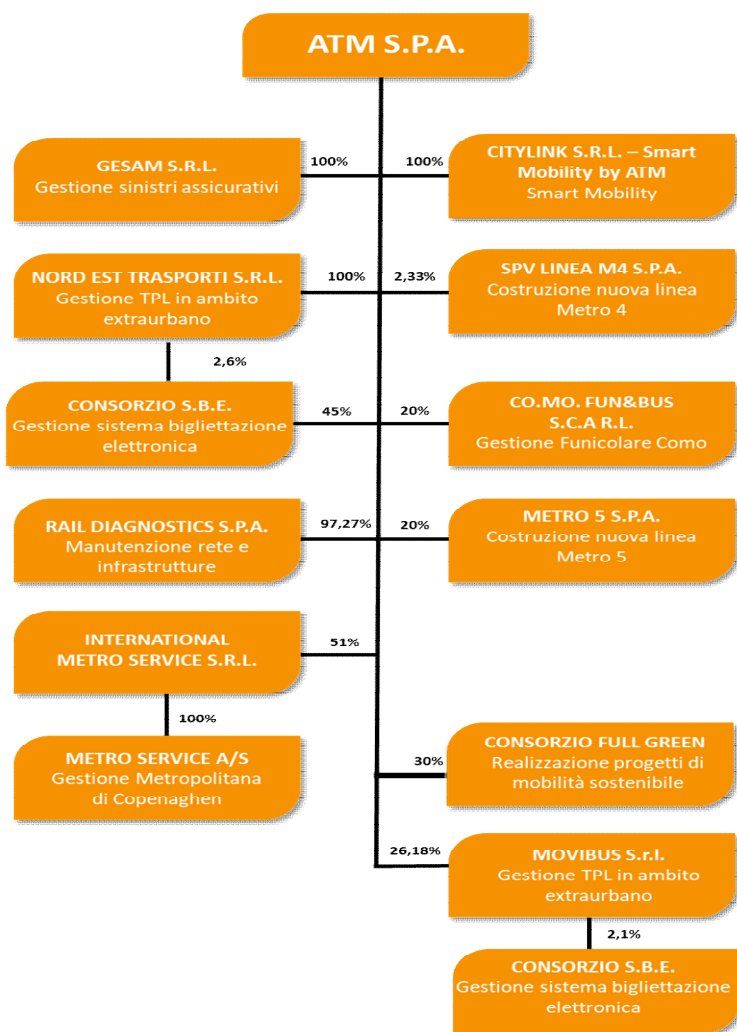 ATM S.P.A.
GESAM S.R.L.
Gestione sinistri assicurativi
100%
100%
CITYLINK S.R.L. – Smart
Mobility by ATM
Smart Mobility
NORD EST TRASPORTI S.R.L.
Gestione TPL in ambito
extraurbano
100%
2,33%
SPV LINEA M4 S.P.A.
Costruzione nuova linea
Metro 4
2,6%
CONSORZIO S.B.E.
Gestione sistema bigliettazione
elettronica
45%
20%
CO.MO. FUN&BUS
S.C.A R.L.
Gestione Funicolare Como
RAIL DIAGNOSTICS S.P.A.
Manutenzione rete e
infrastrutture
97,27%
20%
METRO 5 S.P.A.
Costruzione nuova linea
Metro 5
INTERNATIONAL
METRO SERVICE S.R.L.
51%
100%
METRO SERVICE A/S
Gestione Metropolitana
di Copenaghen
30%
CONSORZIO FULL GREEN
Realizzazione progetti di
mobilità sostenibile
26,18%
MOVIBUS S.r.l.
Gestione TPL in ambito
extraurbano
2,1%
CONSORZIO S.B.E.
Gestione sistema bigliettazione
elettronica